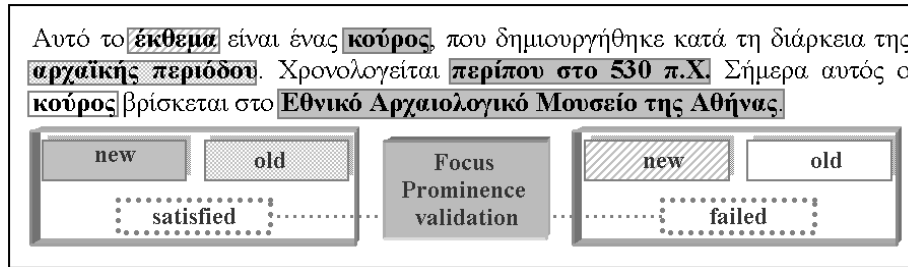 Αυτό το έκθεμα είναι ένας κούρος, που δημιουργήθηκε κατά τη διάρκεια της
αρχαϊκής περιόδου. Χρονολογείται περίπου στο 530 π.Χ. Σήμερα αυτός ο
κούρος βρίσκεται στο Εθνικό Αρχαιολογικό Μουσείο της Αθήνας.
new old Focus new old
Prominence
satisfied validation failed